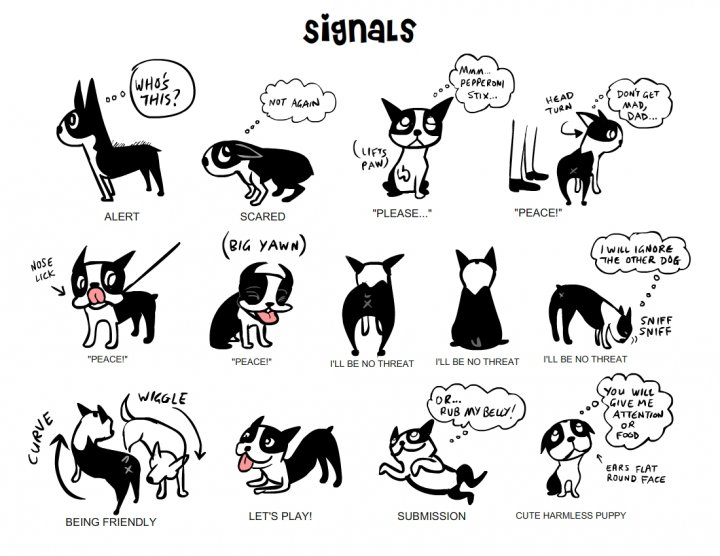 signals
WHO'S
THIS?
ALERT
NOT AGAIN
SCARED
MMM...
PEPPERONI
STIX...
(LIFTS
PAW)
"PLEASE..."
HEAD
TURN
DON'T GET
MAD,
DAD...
"PEACE!"
NOSE
LICK
"PEACE!"
(BIG YAWN)
"PEACE!"
I'LL BE NO THREAT
I'LL BE NO THREAT
I WILL IGNORE
THE OTHER DOG
SNIFF
SNIFF
I'LL BE NO THREAT
CURVE
WIGGLE
BEING FRIENDLY
LET'S PLAY!
OR...
RUB MY BELLY!
SUBMISSION
YOU WILL
GIVE ME
ATTENTION
OR
FOOD
EARS FLAT
ROUND FACE
CUTE HARMLESS PUPPY